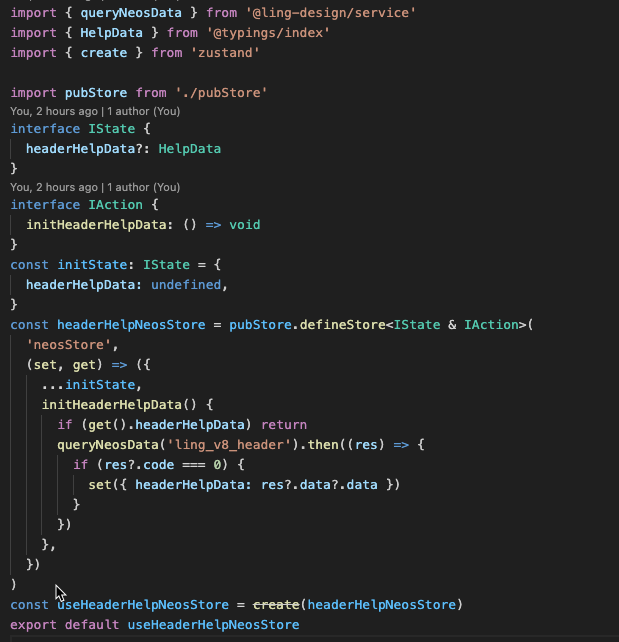 import { queryNeosData } from '@ling-design/service'
import { HelpData } from '@typings/index'
import { create } from 'zustand'
import pubStore from './pubStore'
You, 2 hours ago | 1 author (You)
interface IState {
  headerHelpData?: HelpData
}
You, 2 hours ago | 1 author (You)
interface IAction {
  initHeaderHelpData: () => void
}
const initState: IState = {
  headerHelpData: undefined,
}
const headerHelpNeosStore = pubStore.defineStore<IState & IAction>(
  'neosStore',
  (set, get) => ({
    ...initState,
    initHeaderHelpData() {
      if (get().headerHelpData) return
      queryNeosData('ling_v8_header').then((res) => {
        if (res?.code === 0) {
          set({ headerHelpData: res?.data?.data })
        }
      })
    },
  })
)
const useHeaderHelpNeosStore = create(headerHelpNeosStore)
export default useHeaderHelpNeosStore